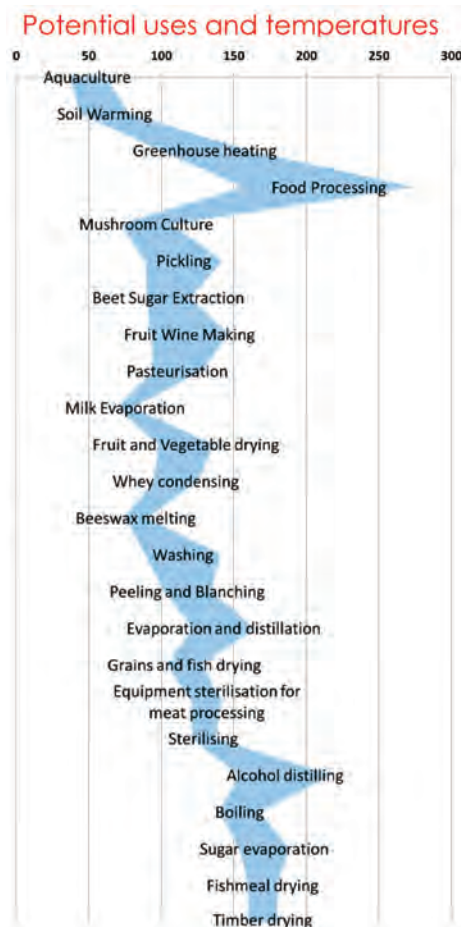 Potential uses and temperatures
0 50 100 150 200 250 300
Aquaculture
Soil Warming
Greenhouse heating
Food Processing
Mushroom Culture
Pickling
Beet Sugar Extraction
Fruit Wine Making
Pasteurisation
Milk Evaporation
Fruit and Vegetable drying
Whey condensing
Beeswax melting
Washing
Peeling and Blanching
Evaporation and distillation
Grains and fish drying
Equipment sterilisation for
meat processing
Sterilising
Alcohol distilling
Boiling
Sugar evaporation
Fishmeal drying
Timber drying